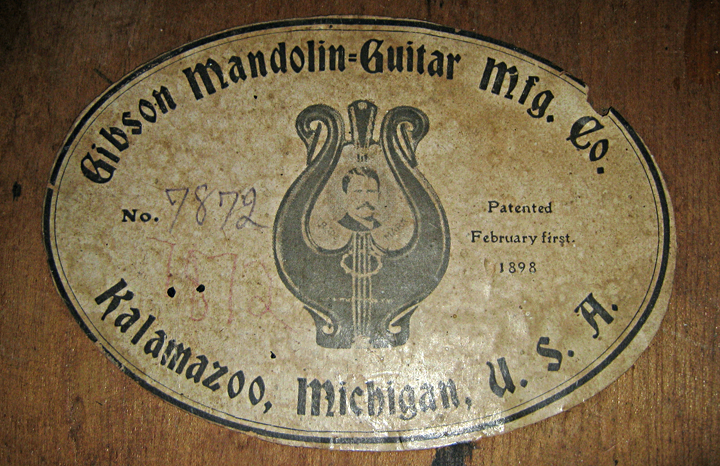 Gibson Mandolin=Guitar Mfg. Co.
No. 7872
Patented
February first.
1898
Kalamazoo, Michigan, U. S. A.